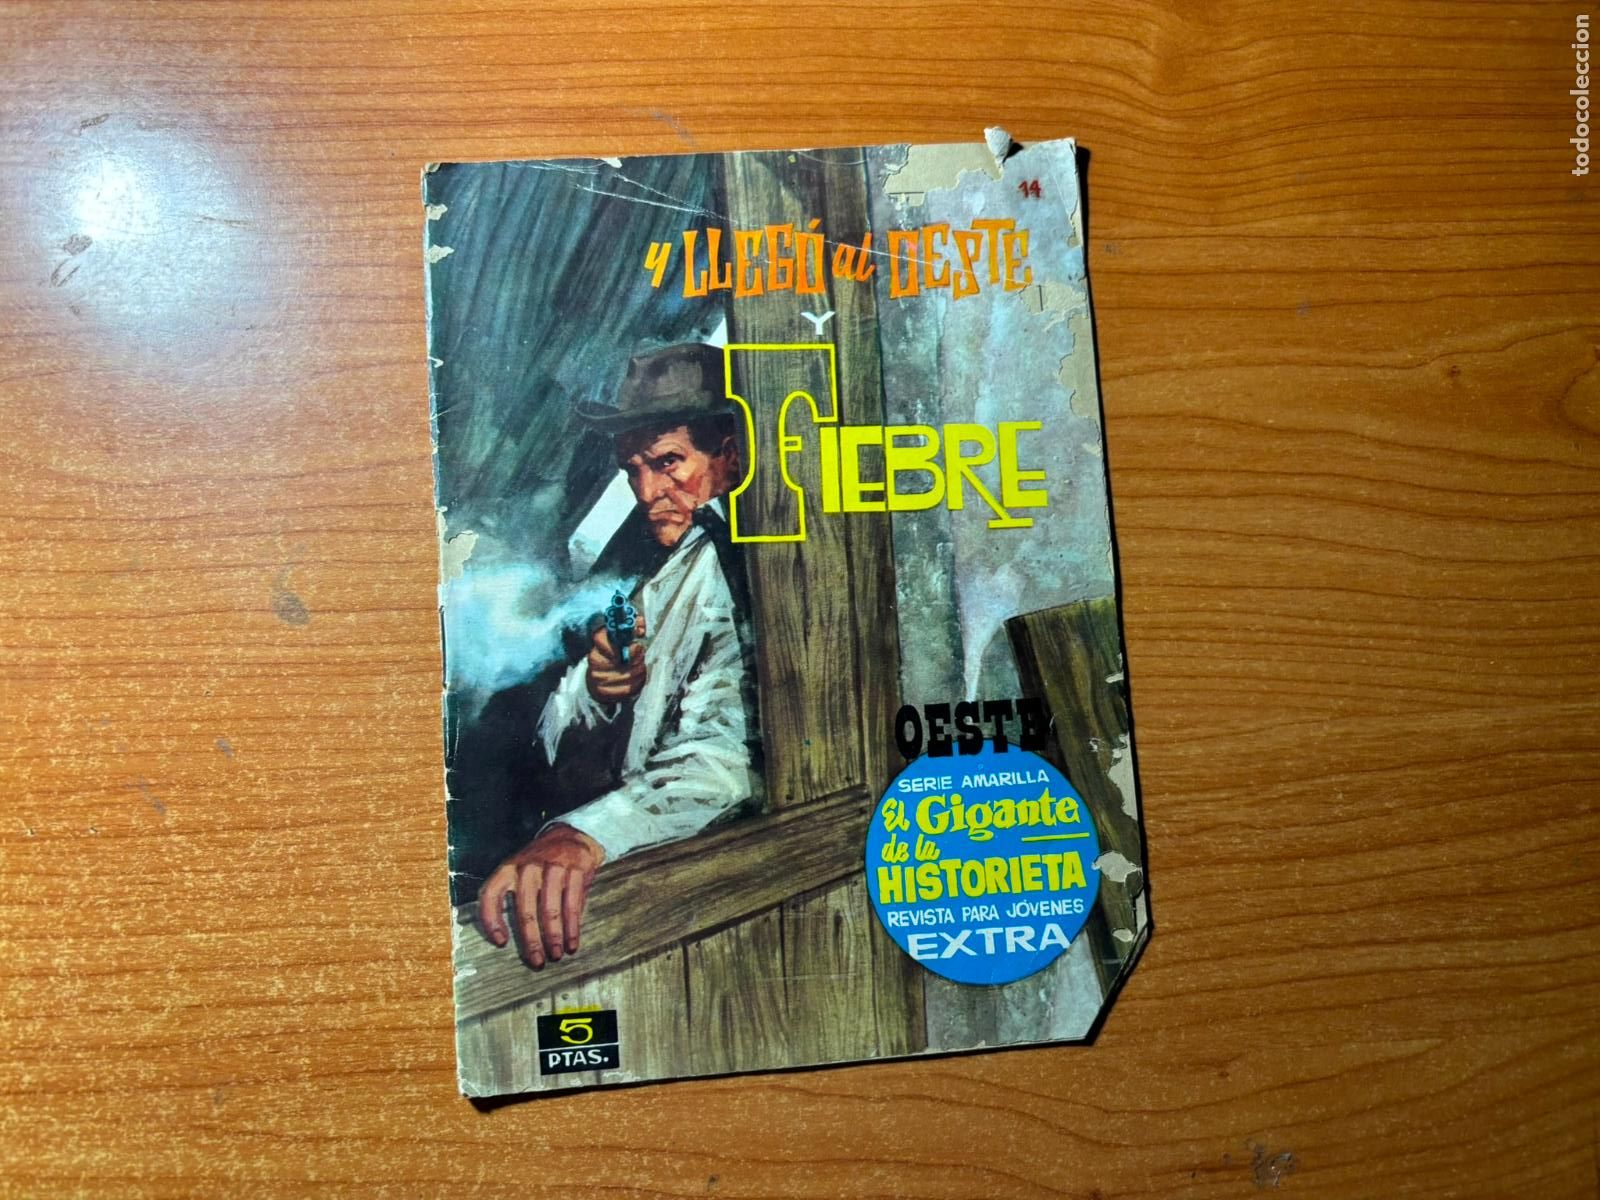 14
Y LLEGÓ al OESTE
Y
FIEBRE
OESTE
SERIE AMARILLA
El Gigante
de la
HISTORIETA
REVISTA PARA JÓVENES
EXTRA
5
PTAS.
todocoleccion